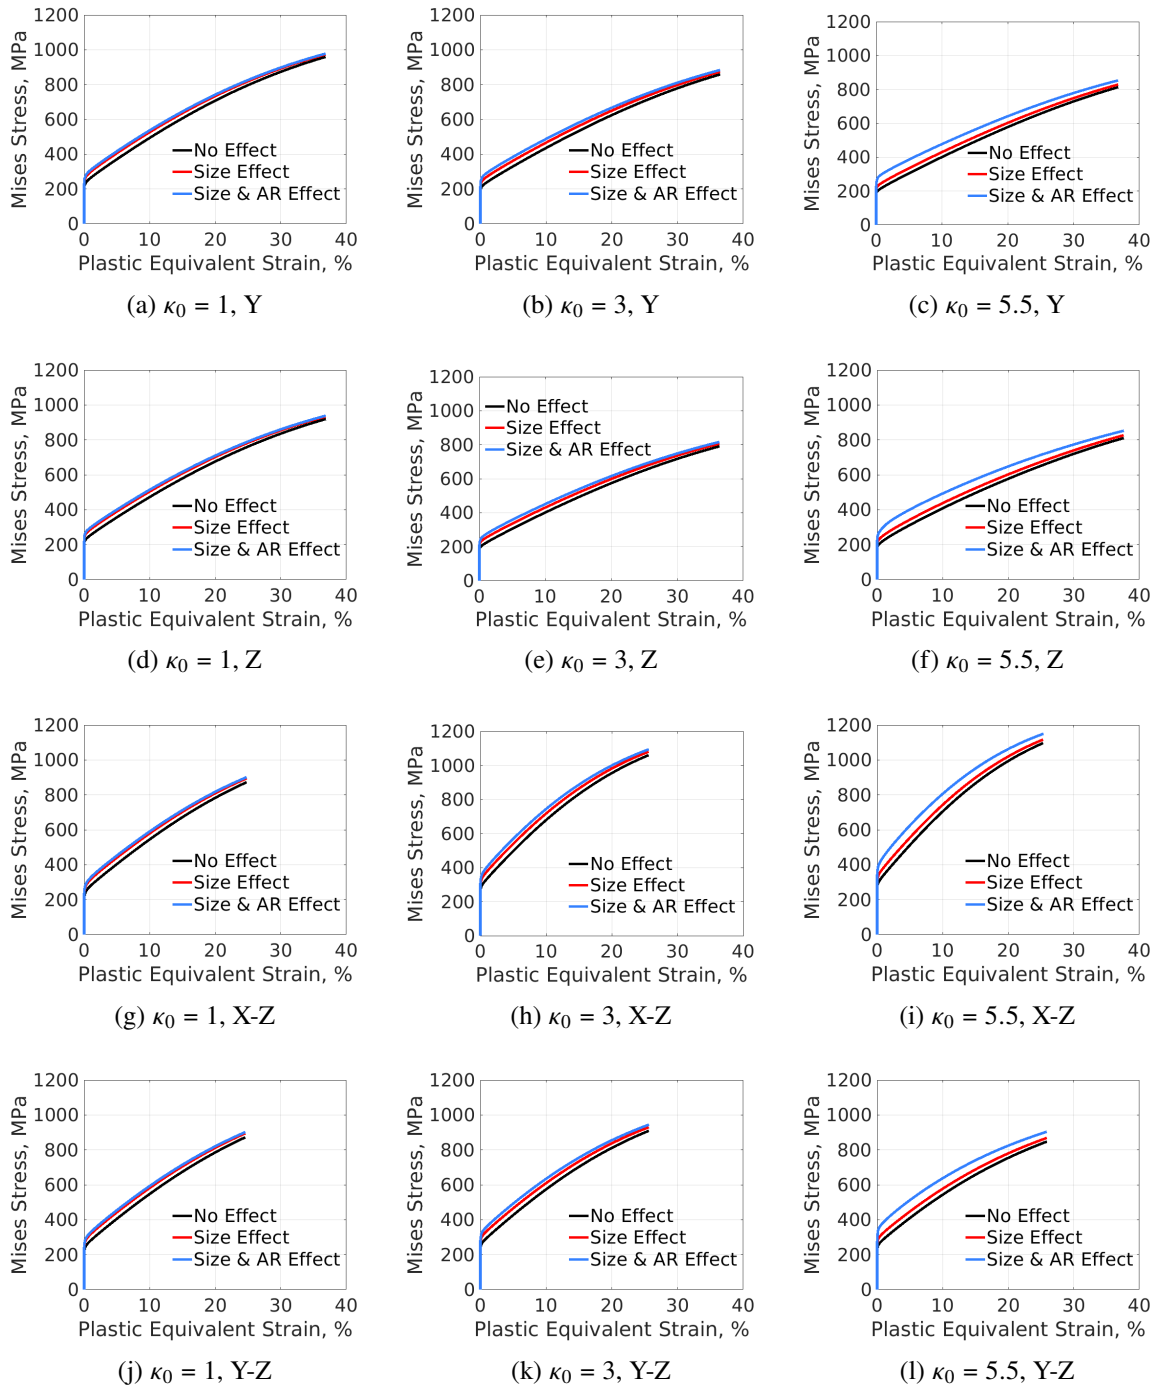 1200
1000
800
600
400
200
0
Mises Stress, MPa
No Effect
Size Effect
Size & AR Effect
0 10 20 30 40
Plastic Equivalent Strain, %
(a) κ0 = 1, Y
1200
1000
800
600
400
200
0
Mises Stress, MPa
No Effect
Size Effect
Size & AR Effect
0 10 20 30 40
Plastic Equivalent Strain, %
(b) κ0 = 3, Y
1200
1000
800
600
400
200
0
Mises Stress, MPa
No Effect
Size Effect
Size & AR Effect
0 10 20 30 40
Plastic Equivalent Strain, %
(c) κ0 = 5.5, Y
1200
1000
800
600
400
200
0
Mises Stress, MPa
No Effect
Size Effect
Size & AR Effect
0 10 20 30 40
Plastic Equivalent Strain, %
(d) κ0 = 1, Z
1200
1000
800
600
400
200
0
Mises Stress, MPa
No Effect
Size Effect
Size & AR Effect
0 10 20 30 40
Plastic Equivalent Strain, %
(e) κ0 = 3, Z
1200
1000
800
600
400
200
0
Mises Stress, MPa
No Effect
Size Effect
Size & AR Effect
0 10 20 30 40
Plastic Equivalent Strain, %
(f) κ0 = 5.5, Z
1200
1000
800
600
400
200
0
Mises Stress, MPa
No Effect
Size Effect
Size & AR Effect
0 10 20 30 40
Plastic Equivalent Strain, %
(g) κ0 = 1, X-Z
1200
1000
800
600
400
200
0
Mises Stress, MPa
No Effect
Size Effect
Size & AR Effect
0 10 20 30 40
Plastic Equivalent Strain, %
(h) κ0 = 3, X-Z
1200
1000
800
600
400
200
0
Mises Stress, MPa
No Effect
Size Effect
Size & AR Effect
0 10 20 30 40
Plastic Equivalent Strain, %
(i) κ0 = 5.5, X-Z
1200
1000
800
600
400
200
0
Mises Stress, MPa
No Effect
Size Effect
Size & AR Effect
0 10 20 30 40
Plastic Equivalent Strain, %
(j) κ0 = 1, Y-Z
1200
1000
800
600
400
200
0
Mises Stress, MPa
No Effect
Size Effect
Size & AR Effect
0 10 20 30 40
Plastic Equivalent Strain, %
(k) κ0 = 3, Y-Z
1200
1000
800
600
400
200
0
Mises Stress, MPa
No Effect
Size Effect
Size & AR Effect
0 10 20 30 40
Plastic Equivalent Strain, %
(l) κ0 = 5.5, Y-Z